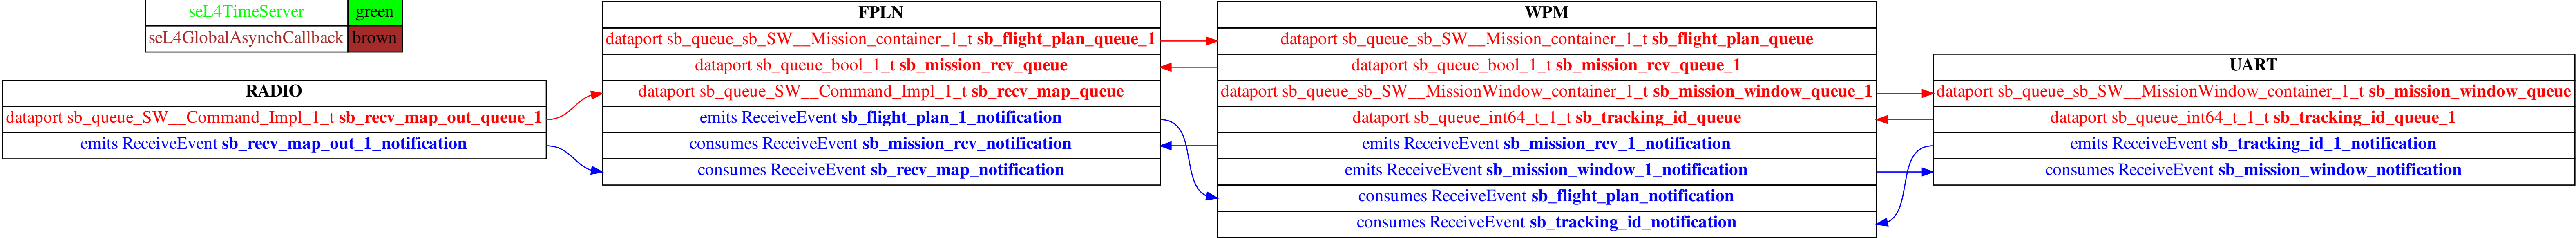 seL4TimeServer green
seL4GlobalAsynchCallback brown
RADIO
dataport sb_queue_SW__Command_Impl_1_t sb_recv_map_out_queue_1
emits ReceiveEvent sb_recv_map_out_1_notification
FPLN
dataport sb_queue_sb_SW__Mission_container_1_t sb_flight_plan_queue_1
dataport sb_queue_bool_1_t sb_mission_rcv_queue
dataport sb_queue_SW__Command_Impl_1_t sb_recv_map_queue
emits ReceiveEvent sb_flight_plan_1_notification
consumes ReceiveEvent sb_mission_rcv_notification
consumes ReceiveEvent sb_recv_map_notification
WPM
dataport sb_queue_sb_SW__Mission_container_1_t sb_flight_plan_queue
dataport sb_queue_bool_1_t sb_mission_rcv_queue_1
dataport sb_queue_sb_SW__MissionWindow_container_1_t sb_mission_window_queue_1
dataport sb_queue_int64_t_1_t sb_tracking_id_queue
emits ReceiveEvent sb_mission_rcv_1_notification
emits ReceiveEvent sb_mission_window_1_notification
consumes ReceiveEvent sb_flight_plan_notification
consumes ReceiveEvent sb_tracking_id_notification
UART
dataport sb_queue_sb_SW__MissionWindow_container_1_t sb_mission_window_queue
dataport sb_queue_int64_t_1_t sb_tracking_id_queue_1
emits ReceiveEvent sb_tracking_id_1_notification
consumes ReceiveEvent sb_mission_window_notification